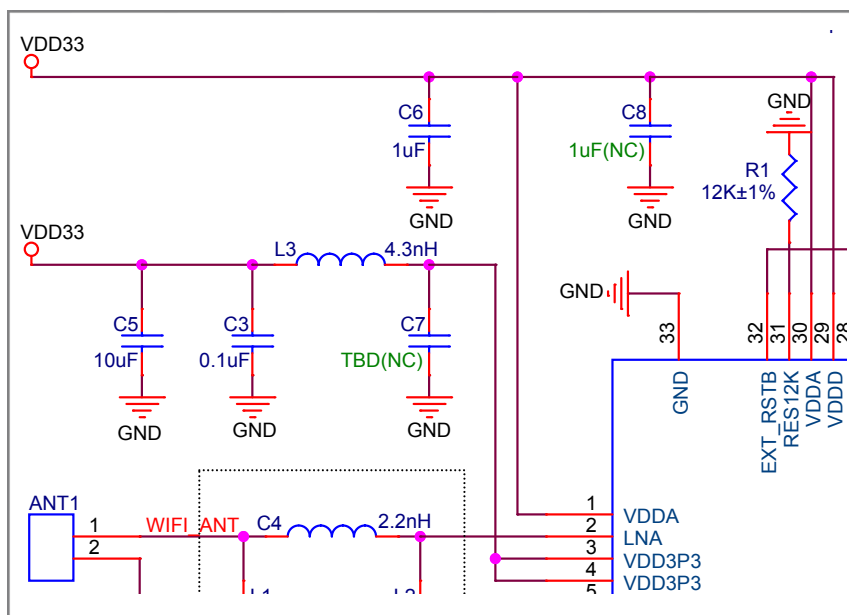 VDD33
C6
1uF
GND
C8
1uF(NC)
GND
GND
R1
12K±1%
VDD33
L3
4.3nH
C5
10uF
GND
C3
0.1uF
GND
C7
TBD(NC)
GND
GND
33
32
31
30
29
28
GND
EXT_RSTB
RES12K
VDDA
VDDD
ANT1
1
2
WIFI_ANT
C4
2.2nH
1
2
3
4
5
VDDA
LNA
VDD3P3
VDD3P3
L1